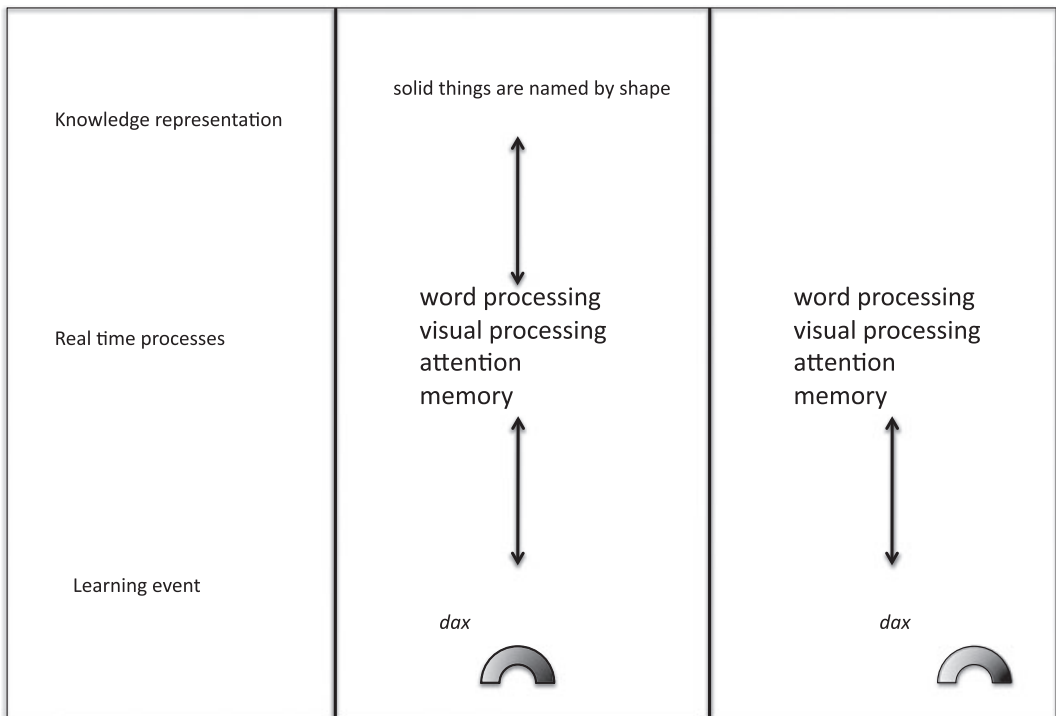 Knowledge representation
Real time processes
Learning event
solid things are named by shape
word processing
visual processing
attention
memory
dax
word processing
visual processing
attention
memory
dax